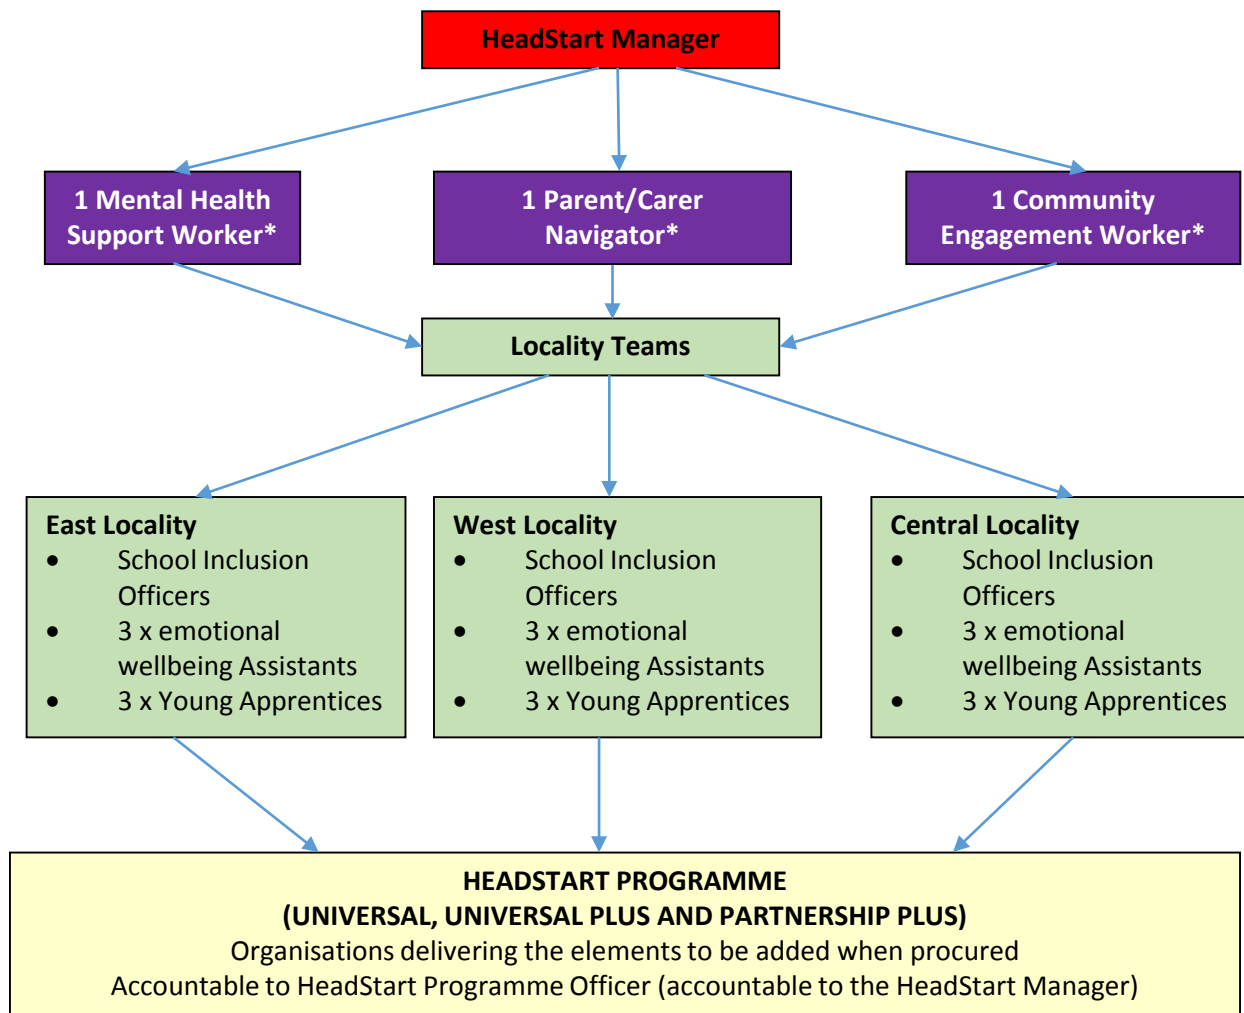 HeadStart Manager
1 Mental Health
Support Worker*
1 Parent/Carer
Navigator*
1 Community
Engagement Worker*
Locality Teams
East Locality
• School Inclusion
Officers
• 3 x emotional
wellbeing Assistants
• 3 x Young Apprentices
West Locality
• School Inclusion
Officers
• 3 x emotional
wellbeing Assistants
• 3 x Young Apprentices
Central Locality
• School Inclusion
Officers
• 3 x emotional
wellbeing Assistants
• 3 x Young Apprentices
HEADSTART PROGRAMME
(UNIVERSAL, UNIVERSAL PLUS AND PARTNERSHIP PLUS)
Organisations delivering the elements to be added when procured
Accountable to HeadStart Programme Officer (accountable to the HeadStart Manager)